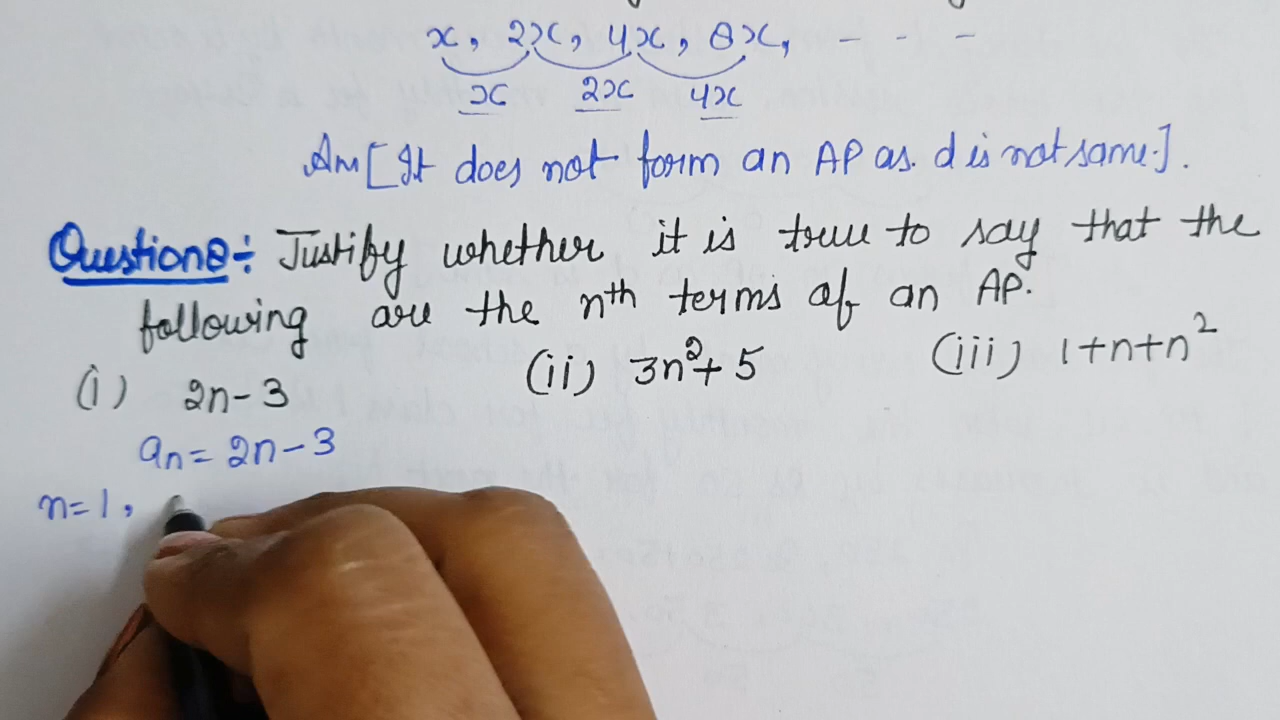 x, 2x, 4x, 8x, - - -
x 2x 4x
Ans [It does not form an AP as d is not same.].
Question 8÷ Justify whether it is true to say that the
following are the nth terms of an AP.
(i) 2n-3 (ii) 3n²+5 (iii) 1+n+n²
an = 2n-3
n=1,